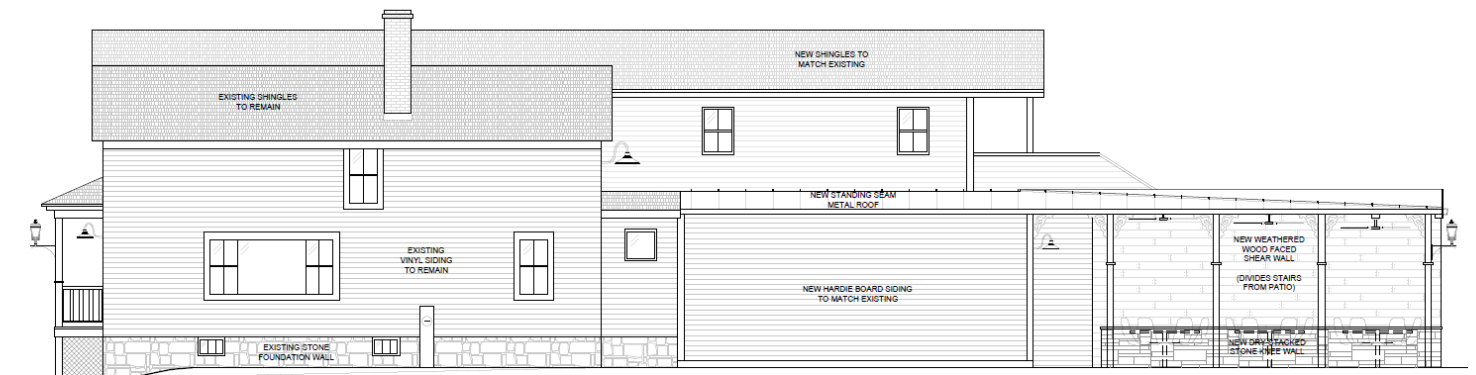 NEW SHINGLES TO
MATCH EXISTING
EXISTING SHINGLES
TO REMAIN
NEW STANDING SEAM
METAL ROOF
EXISTING
VINYL SIDING
TO REMAIN
NEW WEATHERED
WOOD FACED
SHEAR WALL
(DIVIDES STAIRS
FROM PATIO)
NEW HARDIE BOARD SIDING
TO MATCH EXISTING
EXISTING STONE
FOUNDATION WALL
NEW DRY STACKED
STONE KNEE WALL